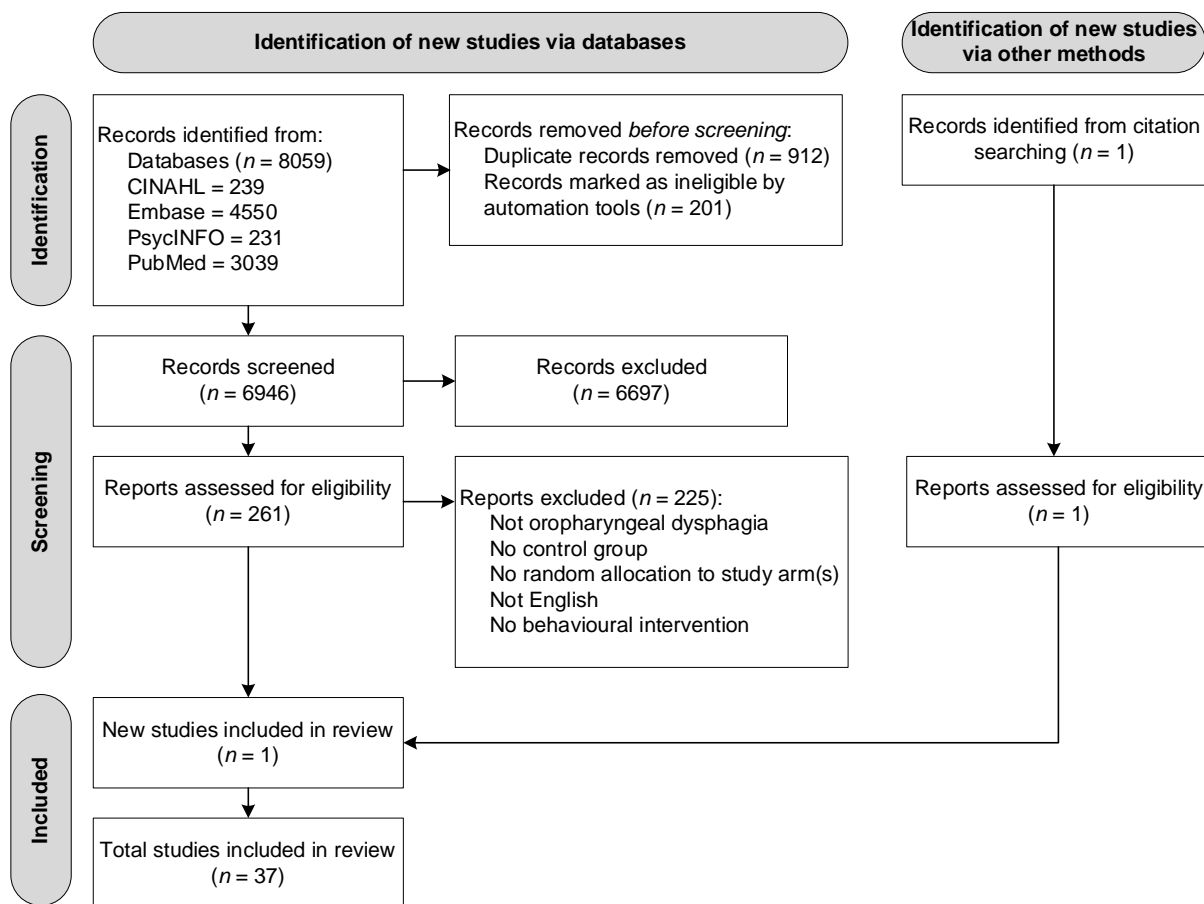 Identification of new studies via databases
Identification of new studies
via other methods
Identification
Records identified from:
Databases (n = 8059)
CINAHL = 239
Embase = 4550
PsycINFO = 231
PubMed = 3039
Records removed before screening:
Duplicate records removed (n = 912)
Records marked as ineligible by
automation tools (n = 201)
Records identified from citation
searching (n = 1)
Screening
Records screened
(n = 6946)
Records excluded
(n = 6697)
Reports assessed for eligibility
(n = 261)
Reports excluded (n = 225):
Not oropharyngeal dysphagia
No control group
No random allocation to study arm(s)
Not English
No behavioural intervention
Reports assessed for eligibility
(n = 1)
Included
New studies included in review
(n = 1)
Total studies included in review
(n = 37)